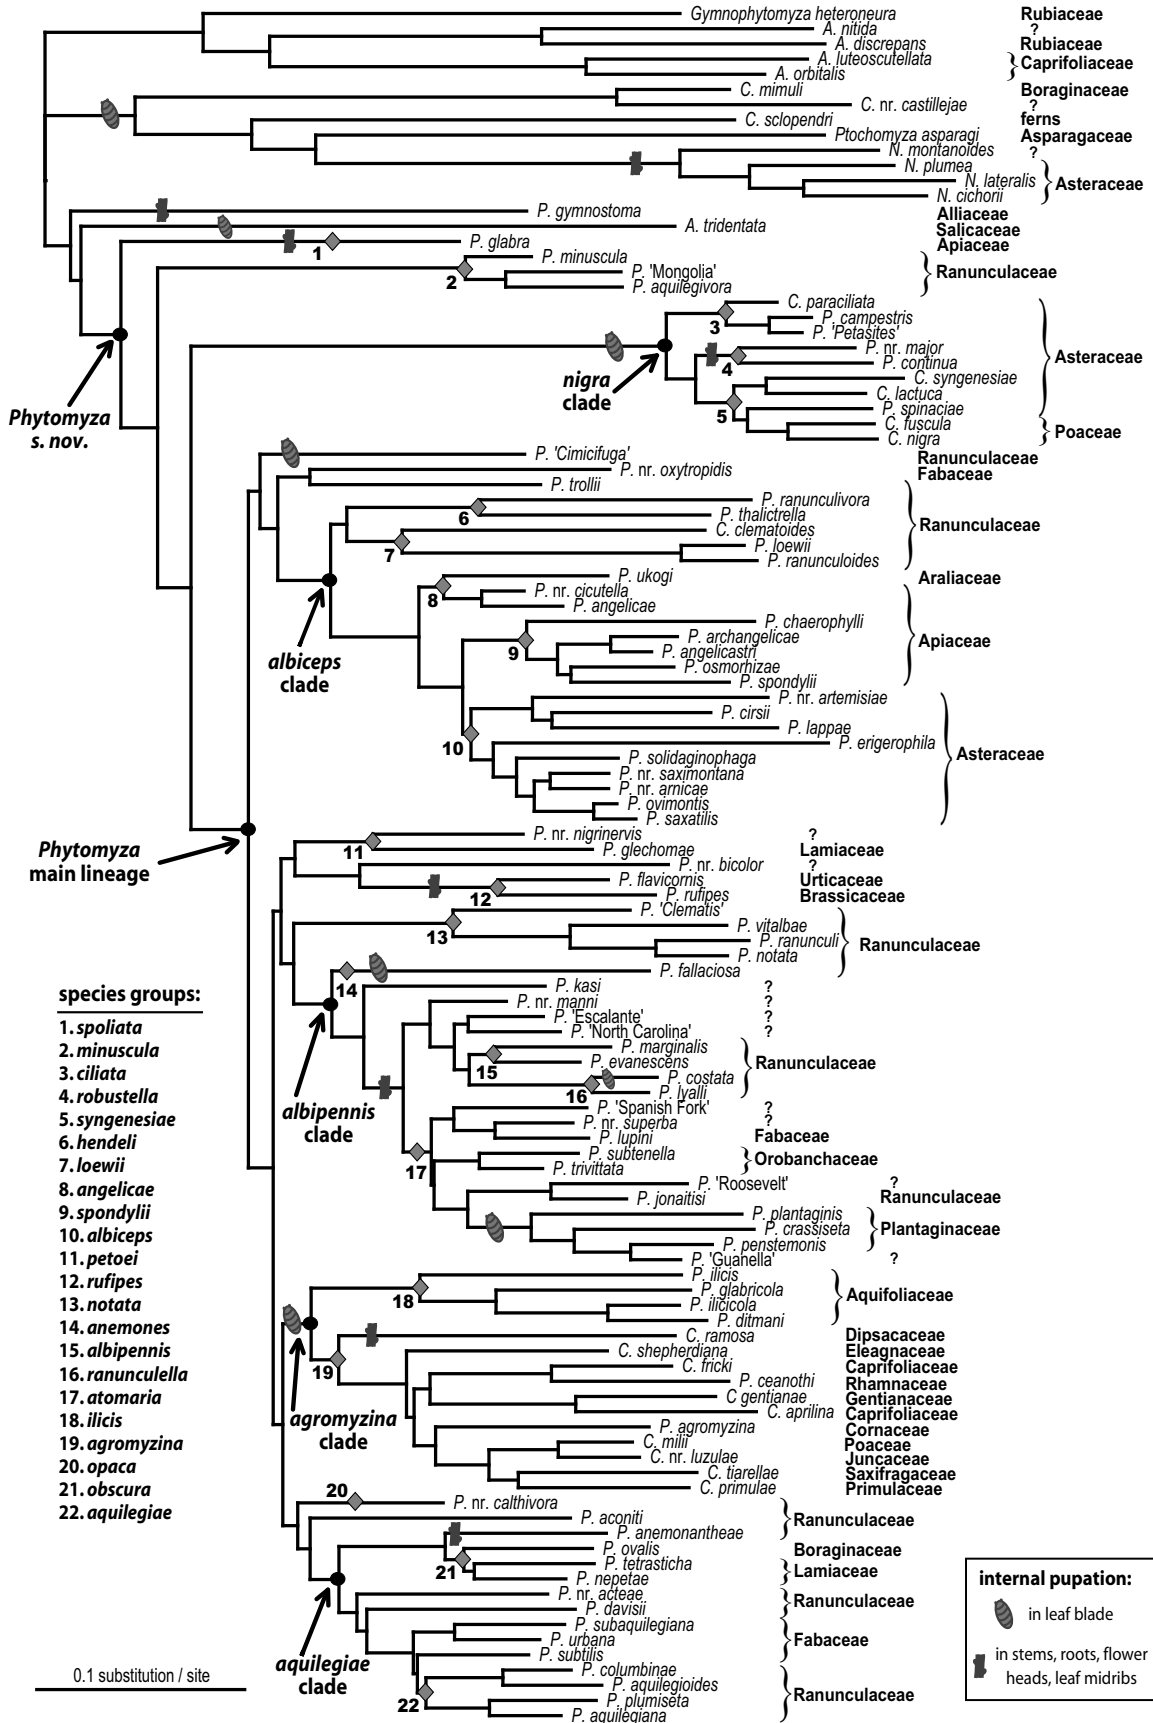 Gymnophytomyza heteroneura Rubiaceae
A. nitida ?
A. discrepans Rubiaceae
A. luteoscutellata
Caprifoliaceae
A. orbitalis
C. mimuli Boraginaceae
C. nr. castillejae ?
C. sclopendri ferns
Ptochomyza asparagi Asparagaceae
N. montanoides ?
N. plumea
N. lateralis
Asteraceae
N. cichorii
P. gymnostoma Alliaceae
A. tridentata Salicaceae
P. glabra Apiaceae
1
P. minuscula
P. 'Mongolia' Ranunculaceae
2
P. aquilegivora
C. paraciliata
P. campestris
3
P. 'Petasites'
P. nr. major
Asteraceae
P. continua
4
nigra
clade
C. syngenesiae
C. lactuca
P. spinaciae
5
C. fuscula
Poaceae
C. nigra
Phytomyza
s. nov.
P. 'Cimicifuga' Ranunculaceae
P. nr. oxytropidis Fabaceae
P. trollii
P. ranunculivora
6
P. thalictrella
Ranunculaceae
C. clematoides
P. loewii
7
P. ranunculoides
P. ukogi Araliaceae
P. nr. cicutella
8
P. angelicae
P. chaerophylli
P. archangelicae
Apiaceae
9
P. angelicastri
P. osmorhizae
P. spondylii
albiceps
clade
P. nr. artemisiae
P. cirsii
P. lappae
10
P. erigerophila
Asteraceae
P. solidaginophaga
P. nr. saximontana
P. nr. arnicae
P. ovimontis
P. saxatilis
Phytomyza
main lineage
P. nr. nigrinervis ?
11
P. glechomae Lamiaceae
P. nr. bicolor ?
P. flavicornis Urticaceae
12
P. rufipes Brassicaceae
P. 'Clematis'
P. vitalbae
13
P. ranunculi
Ranunculaceae
P. notata
P. fallaciosa
14
P. kasi ?
P. nr. manni ?
P. 'Escalante' ?
P. 'North Carolina' ?
P. marginalis
15
P. evanescens
Ranunculaceae
P. costata
16
P. lyalli
albipennis
clade
P. 'Spanish Fork' ?
P. nr. superba ?
P. lupini Fabaceae
P. subtenella
17
Orobanchaceae
P. trivittata
P. 'Roosevelt' ?
P. jonaitisi Ranunculaceae
P. plantaginis
P. crassiseta Plantaginaceae
P. penstemonis
P. 'Guanella' ?
P. ilicis
P. glabricola
18
Aquifoliaceae
P. ilicicola
P. ditmani
C. ramosa Dipsacaceae
C. shepherdiana Eleagnaceae
19
C. fricki Caprifoliaceae
P. ceanothi Rhamnaceae
C gentianae Gentianaceae
C. aprilina Caprifoliaceae
agromyzina
clade
P. agromyzina Cornaceae
C. milii Poaceae
C. nr. luzulae Juncaceae
C. tiarellae Saxifragaceae
C. primulae Primulaceae
20
P. nr. calthivora
P. aconiti Ranunculaceae
P. anemonantheae
P. ovalis Boraginaceae
P. tetrasticha
21
Lamiaceae
P. nepetae
P. nr. acteae
Ranunculaceae
P. davisii
P. subaquilegiana
P. urbana Fabaceae
P. subtilis
aquilegiae
clade
P. columbinae
P. aquilegioides
Ranunculaceae
22
P. plumiseta
P. aquilegiana
species groups:
1. spoliata
2. minuscula
3. ciliata
4. robustella
5. syngenesiae
6. hendeli
7. loewii
8. angelicae
9. spondylii
10. albiceps
11. petoei
12. rufipes
13. notata
14. anemones
15. albipennis
16. ranunculella
17. atomaria
18. ilicis
19. agromyzina
20. opaca
21. obscura
22. aquilegiae
0.1 substitution / site
internal pupation:
in leaf blade
in stems, roots, flower
heads, leaf midribs